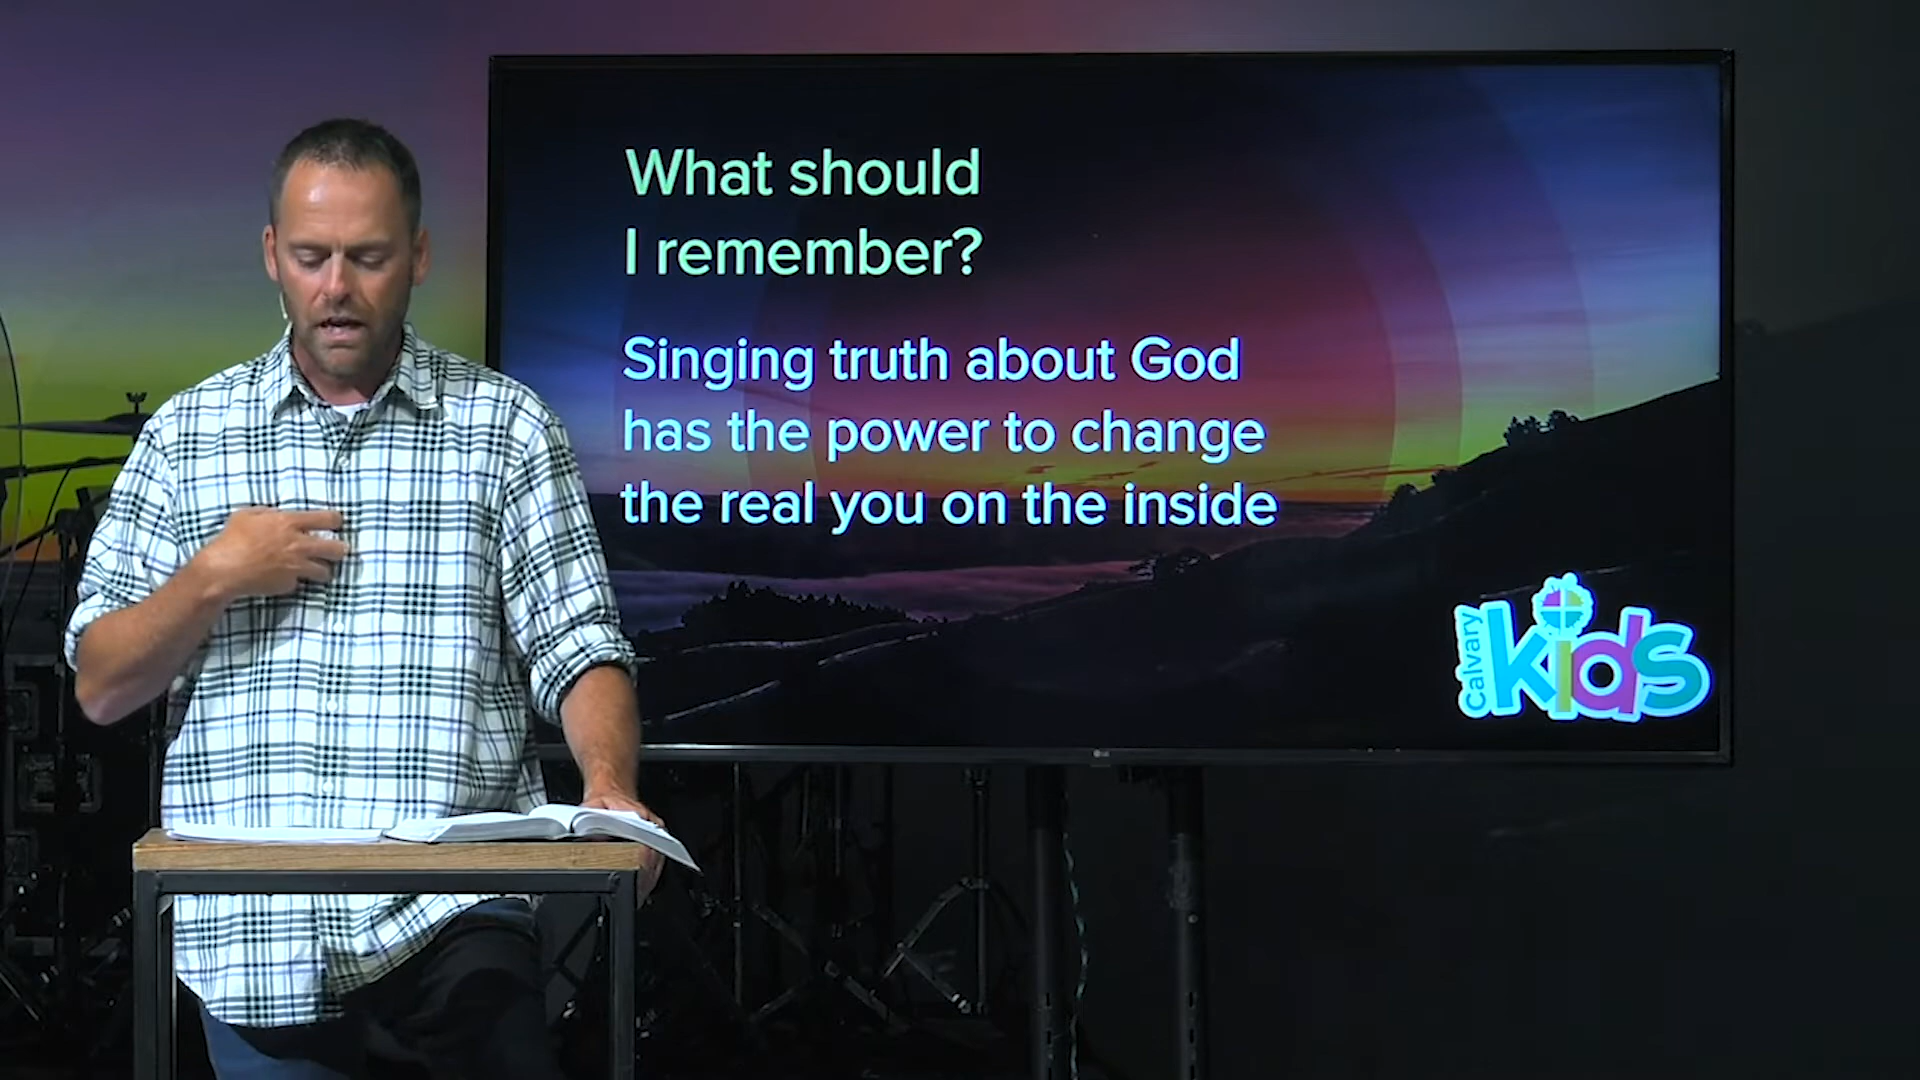 What should
I remember?
Singing truth about God
has the power to change
the real you on the inside
Calvary
kids